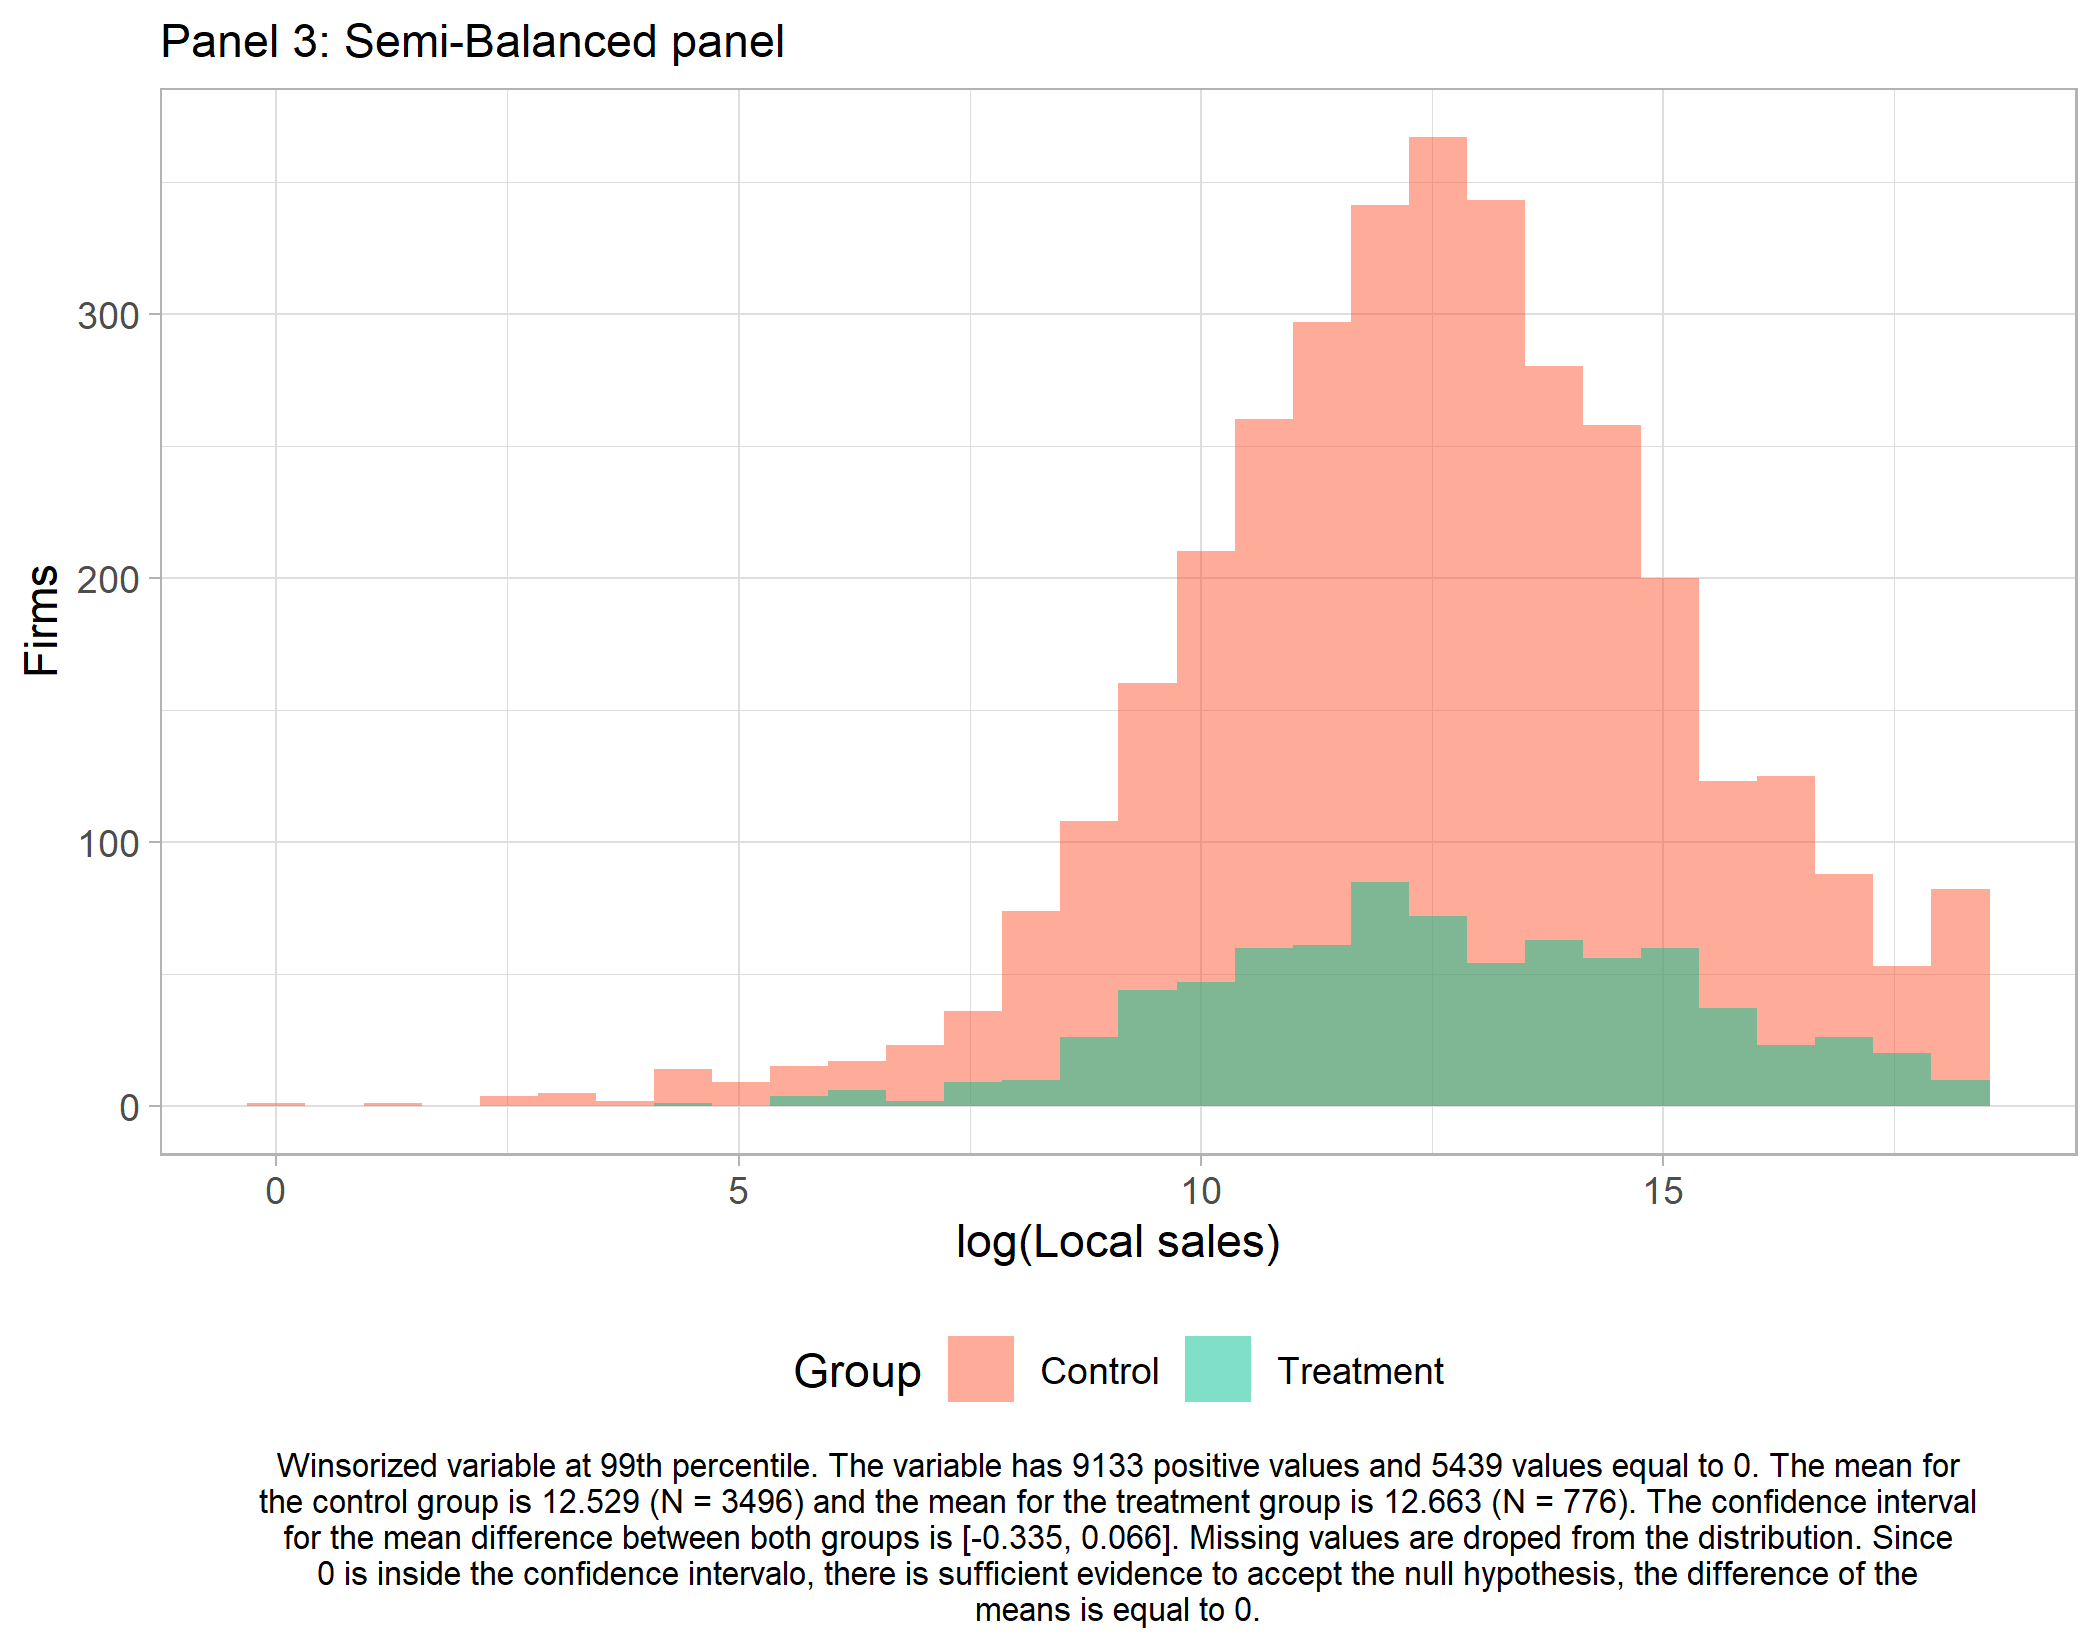 Panel 3: Semi-Balanced panel
300
200
100
0
Firms
0 5 10 15
log(Local sales)
Group Control Treatment
Winsorized variable at 99th percentile. The variable has 9133 positive values and 5439 values equal to 0. The mean for
the control group is 12.529 (N = 3496) and the mean for the treatment group is 12.663 (N = 776). The confidence interval
for the mean difference between both groups is [-0.335, 0.066]. Missing values are droped from the distribution. Since
0 is inside the confidence intervalo, there is sufficient evidence to accept the null hypothesis, the difference of the
means is equal to 0.